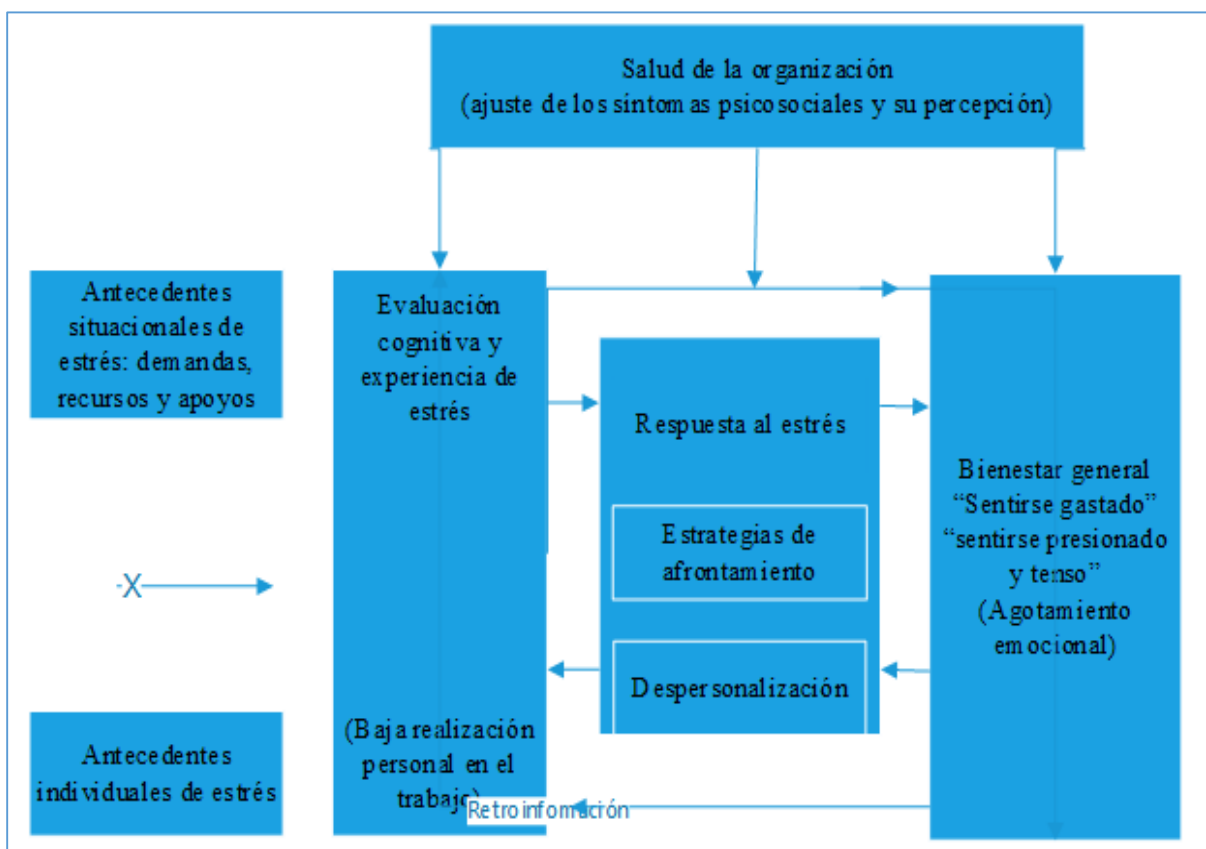 Salud de la organización
(ajuste de los síntomas psicosociales y su percepción)
Antecedentes
situacionales de
estrés: demandas,
recursos y apoyos
-X
Antecedentes
individuales de estrés
Evaluación
cognitiva y
experiencia de
estrés
(Baja realización
personal en el
trabajo)
Respuesta al estrés
Estrategias de
afrontamiento
Despersonalización
Bienestar general
“Sentirse gastado”
“sentirse presionado
y tenso”
(Agotamiento
emocional)
Retroinfomación